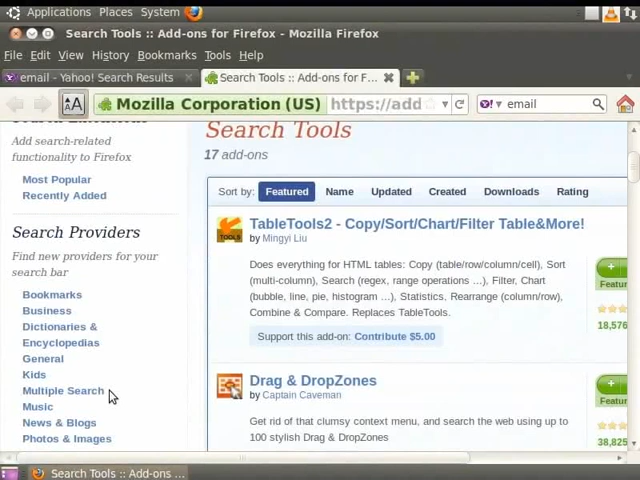 Applications Places System
Search Tools :: Add-ons for Firefox - Mozilla Firefox
File Edit View History Bookmarks Tools Help
email - Yahoo! Search Results
Search Tools :: Add-ons for F...
Mozilla Corporation (US) https://add
email
Add search-related
functionality to Firefox
Most Popular
Recently Added
Search Providers
Find new providers for your
search bar
Bookmarks
Business
Dictionaries &
Encyclopedias
General
Kids
Multiple Search
Music
News & Blogs
Photos & Images
Search Tools
17 add-ons
Sort by: Featured Name Updated Created Downloads Rating
TableTools2 - Copy/Sort/Chart/Filter Table&More!
by Mingyi Liu
Does everything for HTML tables: Copy (table/row/column/cell), Sort
(multi-column), Search (regex, range operations ...), Filter, Chart
(bubble, line, pie, histogram ...), Statistics, Rearrange (column/row),
Combine & Compare. Replaces TableTools.
Support this add-on: Contribute $5.00
Featur
18,576
Drag & DropZones
by Captain Caveman
Get rid of that clumsy context menu, and search the web using up to
100 stylish Drag & DropZones
Featur
38,825
Search Tools :: Add-ons ...